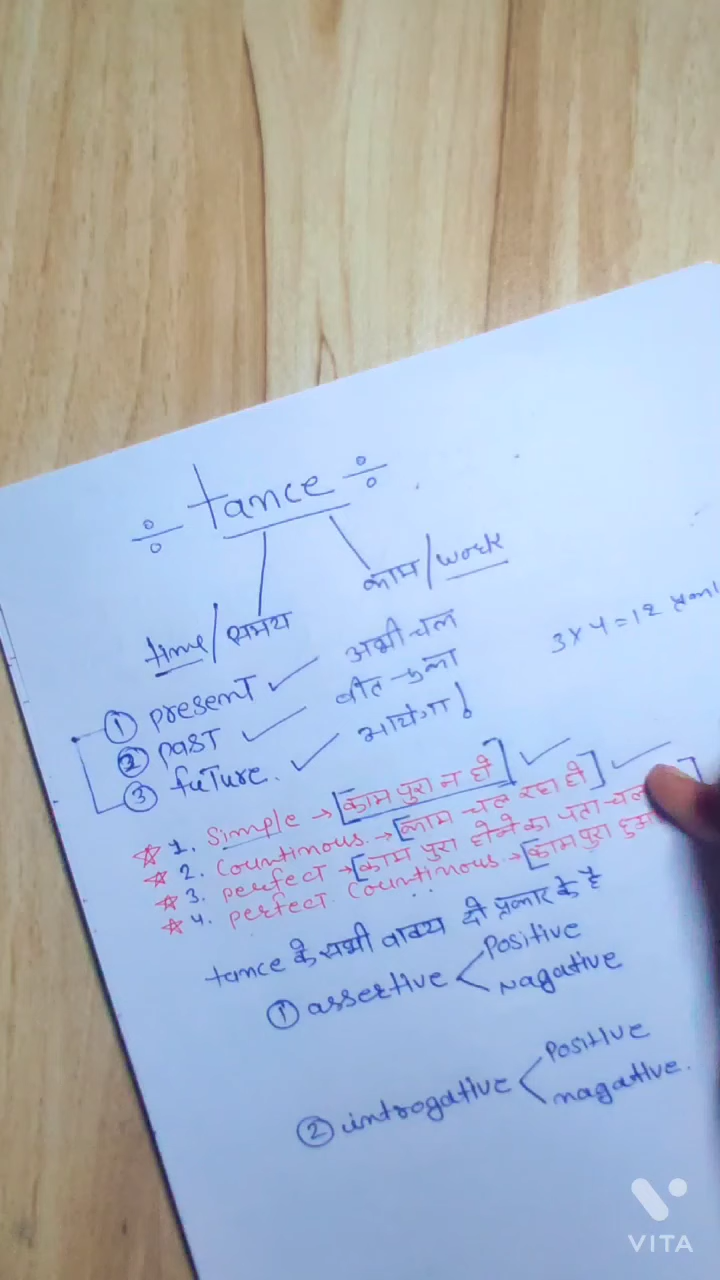 ÷ tance ÷
time/समय
काम/work
① present ✓ अभी चल
② past ✓ बीत चुका
③ future. ✓ आयेगा!
3 x 4 = 12
☆ 1. Simple → [काम पुरा न हो] ✓
☆ 2. Countinous → [काम चल रहा हो] ✓
☆ 3. perfect → [काम पुरा होने का पता चल ]
☆ 4. perfect countinous. → [काम पुरा हुआ
tance के सभी वाक्य दो प्रकार के है
① assertive < Positive
Nagative
② introgative < Positive
nagative.
VITA